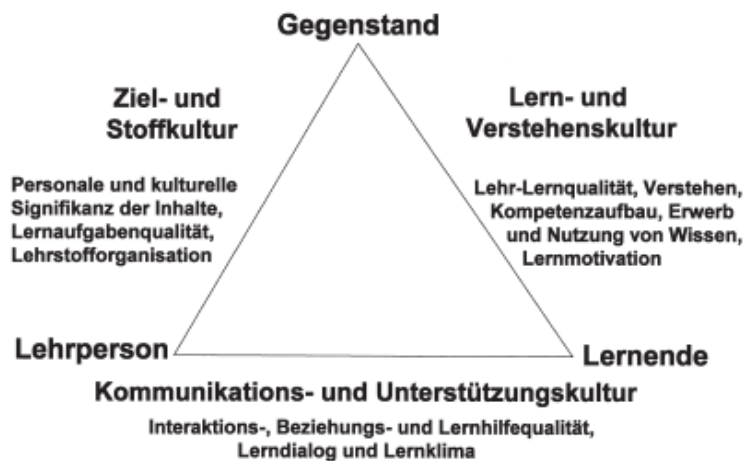 Gegenstand
Ziel- und
Stoffkultur
Personale und kulturelle
Signifikanz der Inhalte,
Lernaufgabenqualität,
Lehrstofforganisation
Lern- und
Verstehenskultur
Lehr-Lernqualität, Verstehen,
Kompetenzaufbau, Erwerb
und Nutzung von Wissen,
Lernmotivation
Lehrperson
Lernende
Kommunikations- und Unterstützungskultur
Interaktions-, Beziehungs- und Lernhilfequalität,
Lerndialog und Lernklima